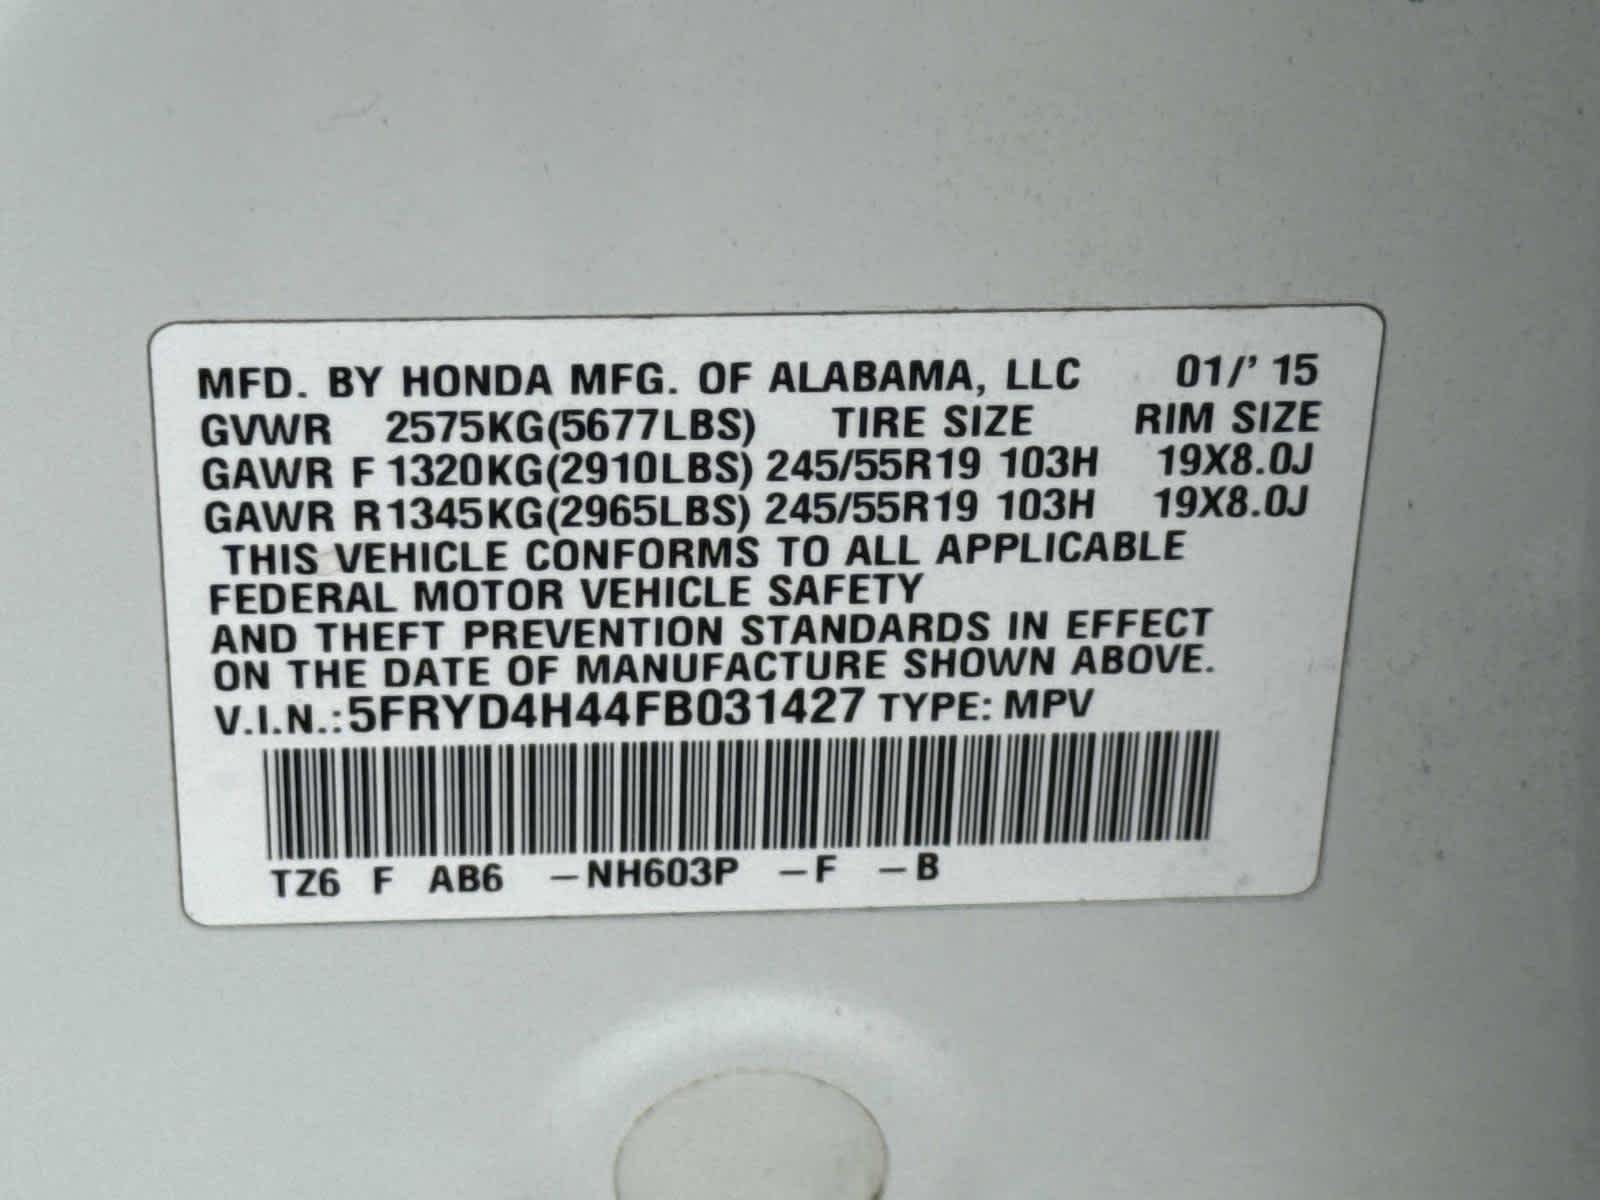 MFD. BY HONDA MFG. OF ALABAMA, LLC 01/' 15
GVWR 2575KG(5677LBS) TIRE SIZE RIM SIZE
GAWR F 1320KG(2910LBS) 245/55R19 103H 19X8.0J
GAWR R 1345KG(2965LBS) 245/55R19 103H 19X8.0J
THIS VEHICLE CONFORMS TO ALL APPLICABLE
FEDERAL MOTOR VEHICLE SAFETY
AND THEFT PREVENTION STANDARDS IN EFFECT
ON THE DATE OF MANUFACTURE SHOWN ABOVE.
V.I.N.: 5FRYD4H44FB031427 TYPE: MPV
TZ6 F AB6 –NH603P –F –B